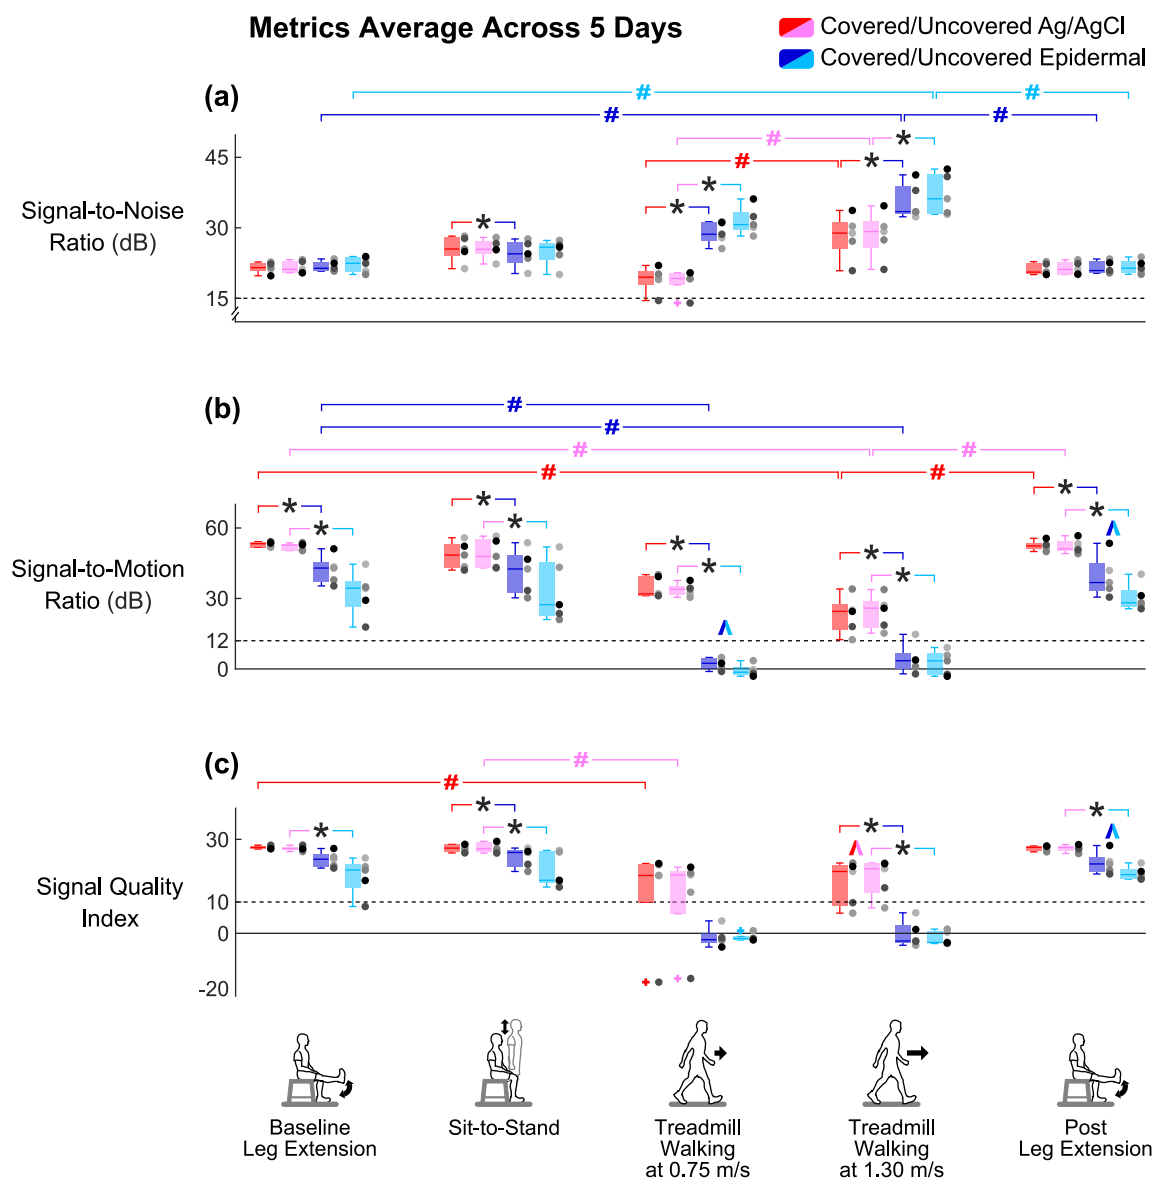 Metrics Average Across 5 Days
Covered/Uncovered Ag/AgCl
Covered/Uncovered Epidermal
(a)
# #
# #
# *
# *
45
* *
*
30
15
Signal-to-Noise
Ratio (dB)
(b)
#
#
# #
# #
60
30
12
0
* * * * *
* * * * *
Signal-to-Motion
Ratio (dB)
(c)
#
#
30
10
0
-20
* * * *
* *
Signal Quality
Index
Baseline
Leg Extension
Sit-to-Stand
Treadmill
Walking
at 0.75 m/s
Treadmill
Walking
at 1.30 m/s
Post
Leg Extension